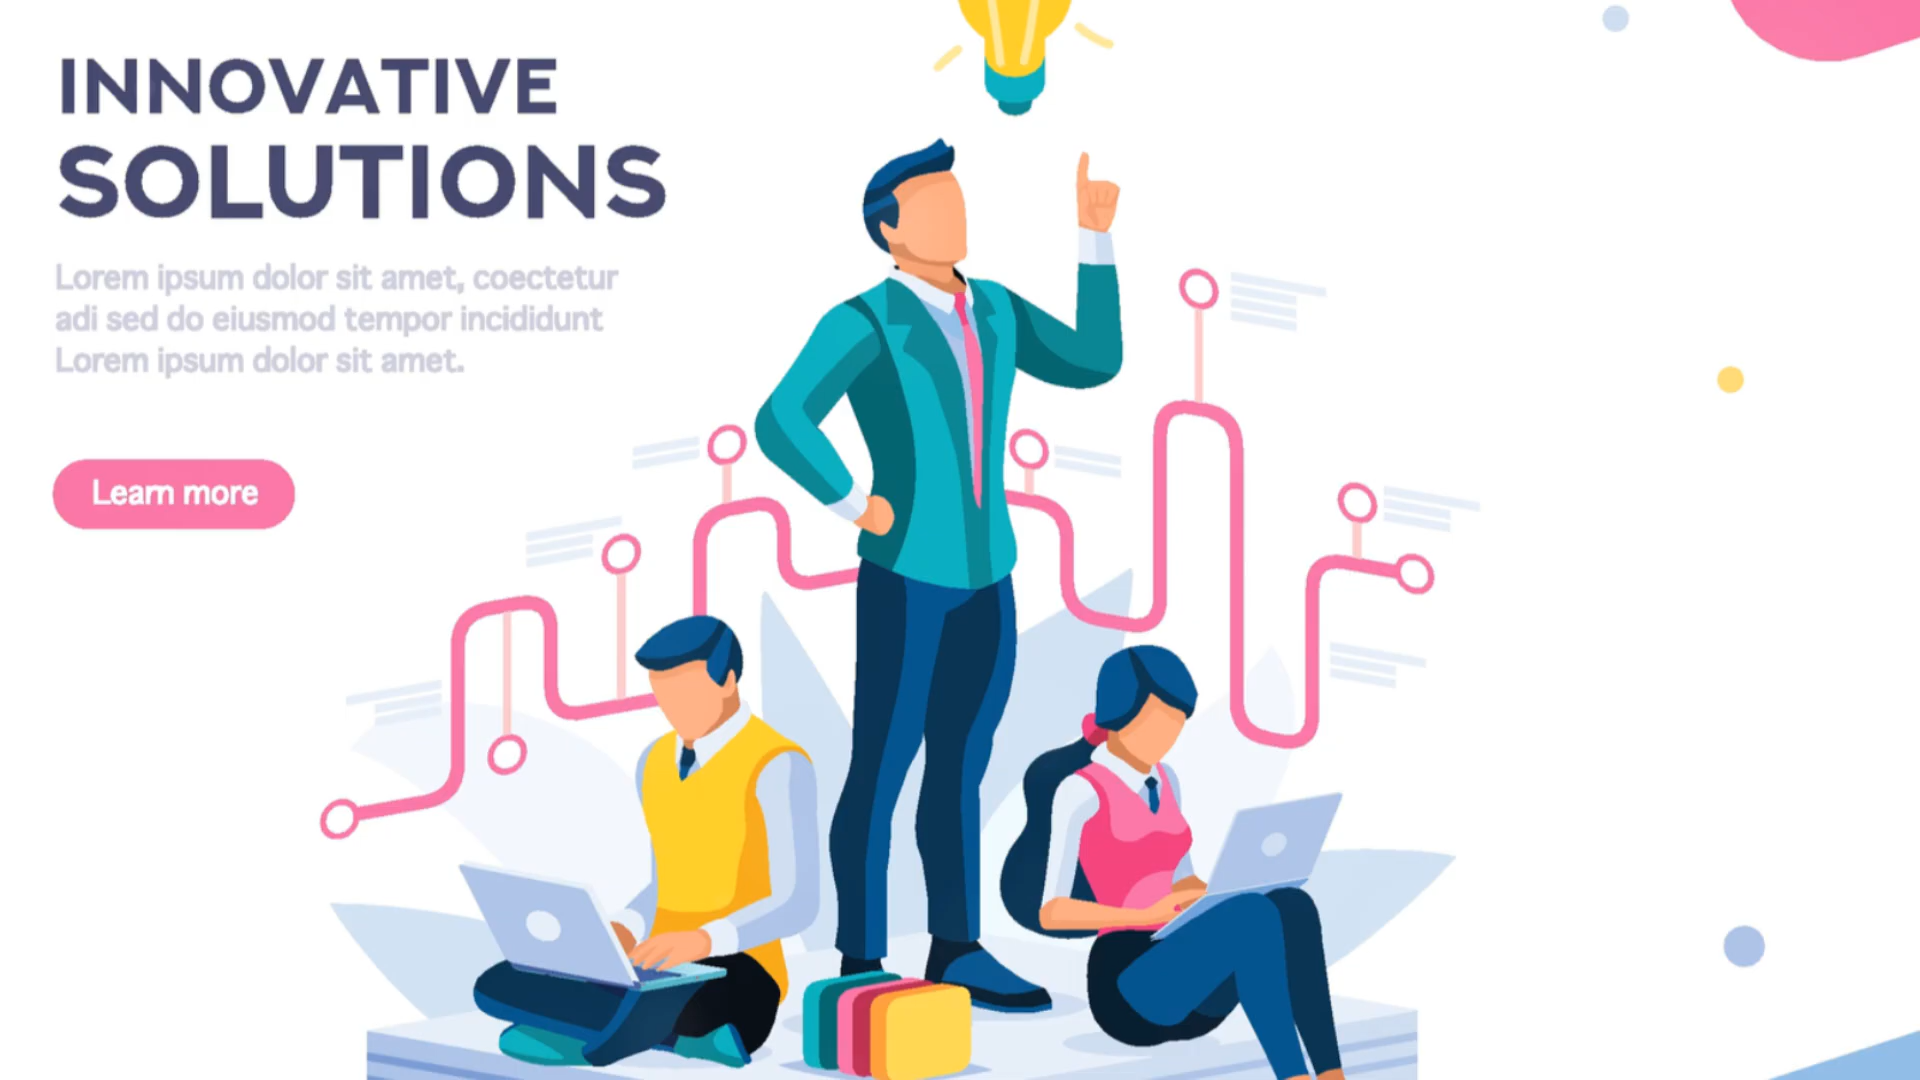 INNOVATIVE
SOLUTIONS
Lorem ipsum dolor sit amet, coectetur
adi sed do eiusmod tempor incididunt
Lorem ipsum dolor sit amet.
Learn more